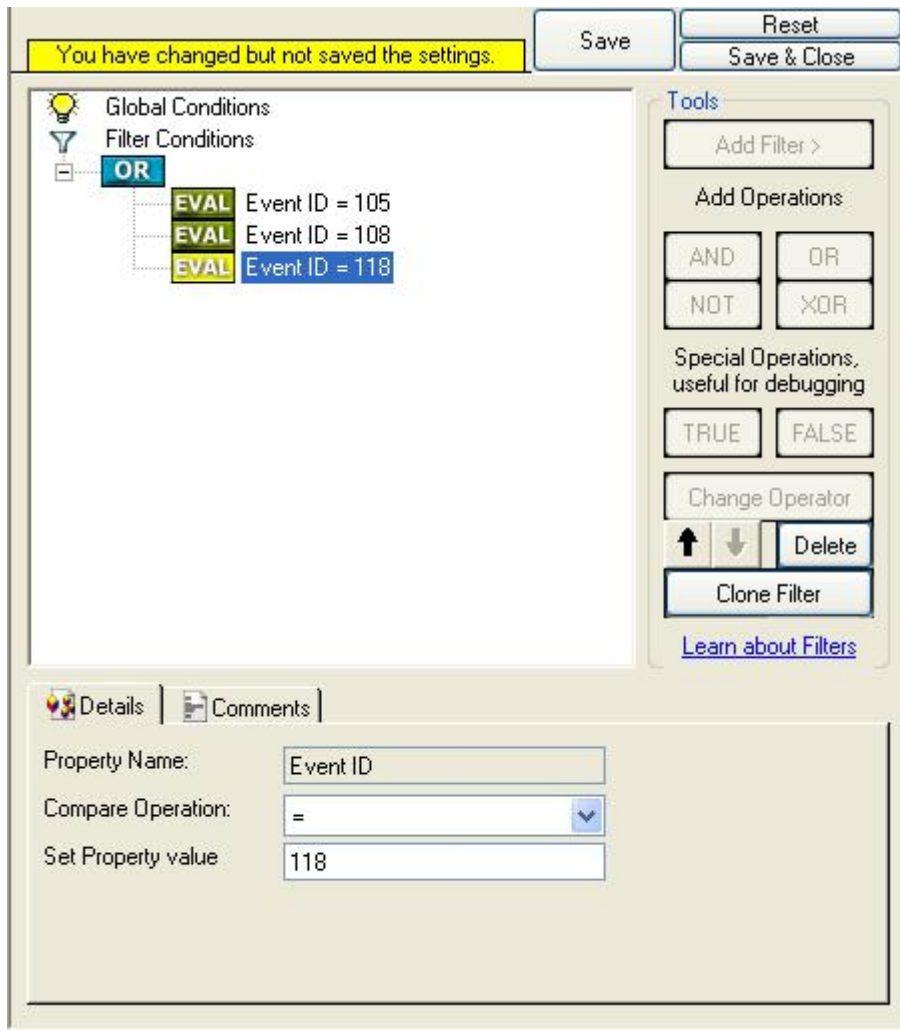 You have changed but not saved the settings.
Save
Reset
Save & Close
Global Conditions
Filter Conditions
OR
EVAL Event ID = 105
EVAL Event ID = 108
EVAL Event ID = 118
Tools
Add Filter >
Add Operations
AND OR
NOT XOR
Special Operations,
useful for debugging
TRUE FALSE
Change Operator
Delete
Clone Filter
Learn about Filters
Details Comments
Property Name: Event ID
Compare Operation: =
Set Property value 118